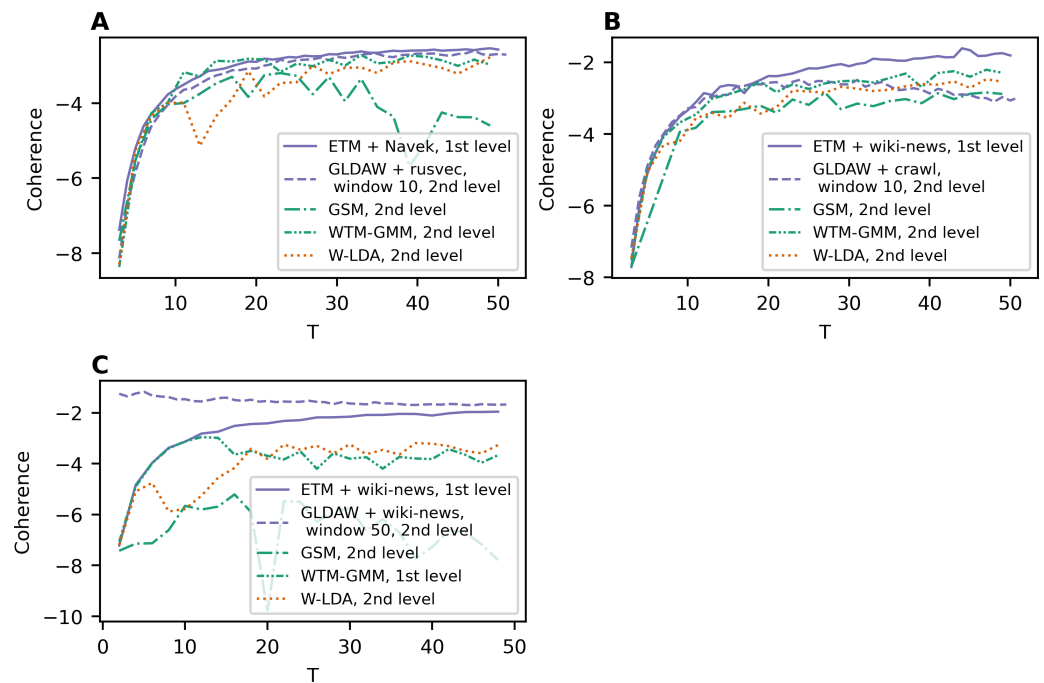 A
Coherence
−4
−6
−8
ETM + Navek, 1st level
GLDAW + rusvec,
window 10, 2nd level
GSM, 2nd level
WTM-GMM, 2nd level
W-LDA, 2nd level
10 20 30 40 50
T
B
Coherence
−2
−4
−6
−8
ETM + wiki-news, 1st level
GLDAW + crawl,
window 10, 2nd level
GSM, 2nd level
WTM-GMM, 2nd level
W-LDA, 2nd level
10 20 30 40 50
T
C
Coherence
−2
−4
−6
−8
−10
ETM + wiki-news, 1st level
GLDAW + wiki-news,
window 50, 2nd level
GSM, 2nd level
WTM-GMM, 1st level
W-LDA, 2nd level
0 10 20 30 40 50
T